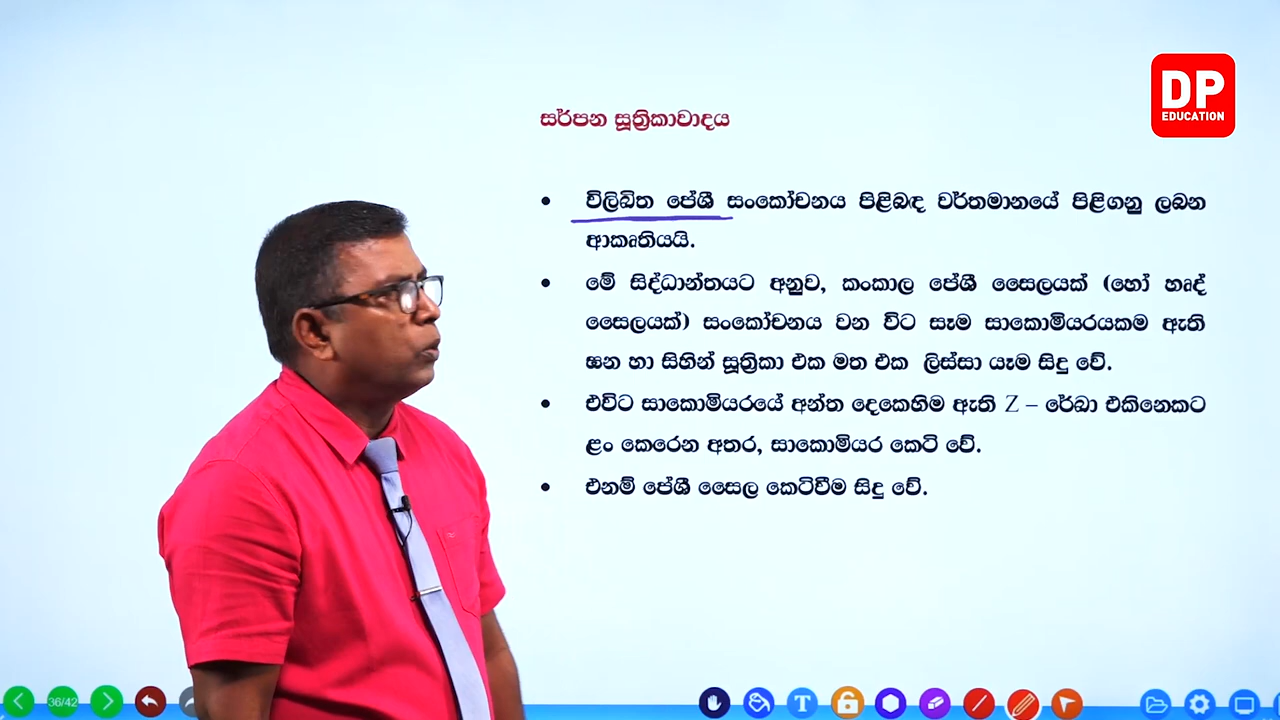 DP
EDUCATION
සර්පන සූත්‍රිකාවාදය
• විලිඛිත පේශී සංකෝචනය පිළිබඳ වර්තමානයේ පිළිගනු ලබන
ආකෘතියයි.
• මේ සිද්ධාන්තයට අනුව, කංකාල පේශී සෛලයක් (හෝ හෘද්
සෛලයක්) සංකෝචනය වන විට සෑම සාකොමියරයකම ඇති
ඝන හා සිහින් සූත්‍රිකා එක මත එක ලිස්සා යෑම සිදු වේ.
• එවිට සාකොමියරයේ අන්ත දෙකෙහිම ඇති Z – රේඛා එකිනෙකට
ළං කෙරෙන අතර, සාකොමියර කෙටි වේ.
• එනම් පේශී සෛල කෙටිවීම සිදු වේ.
36/42
T